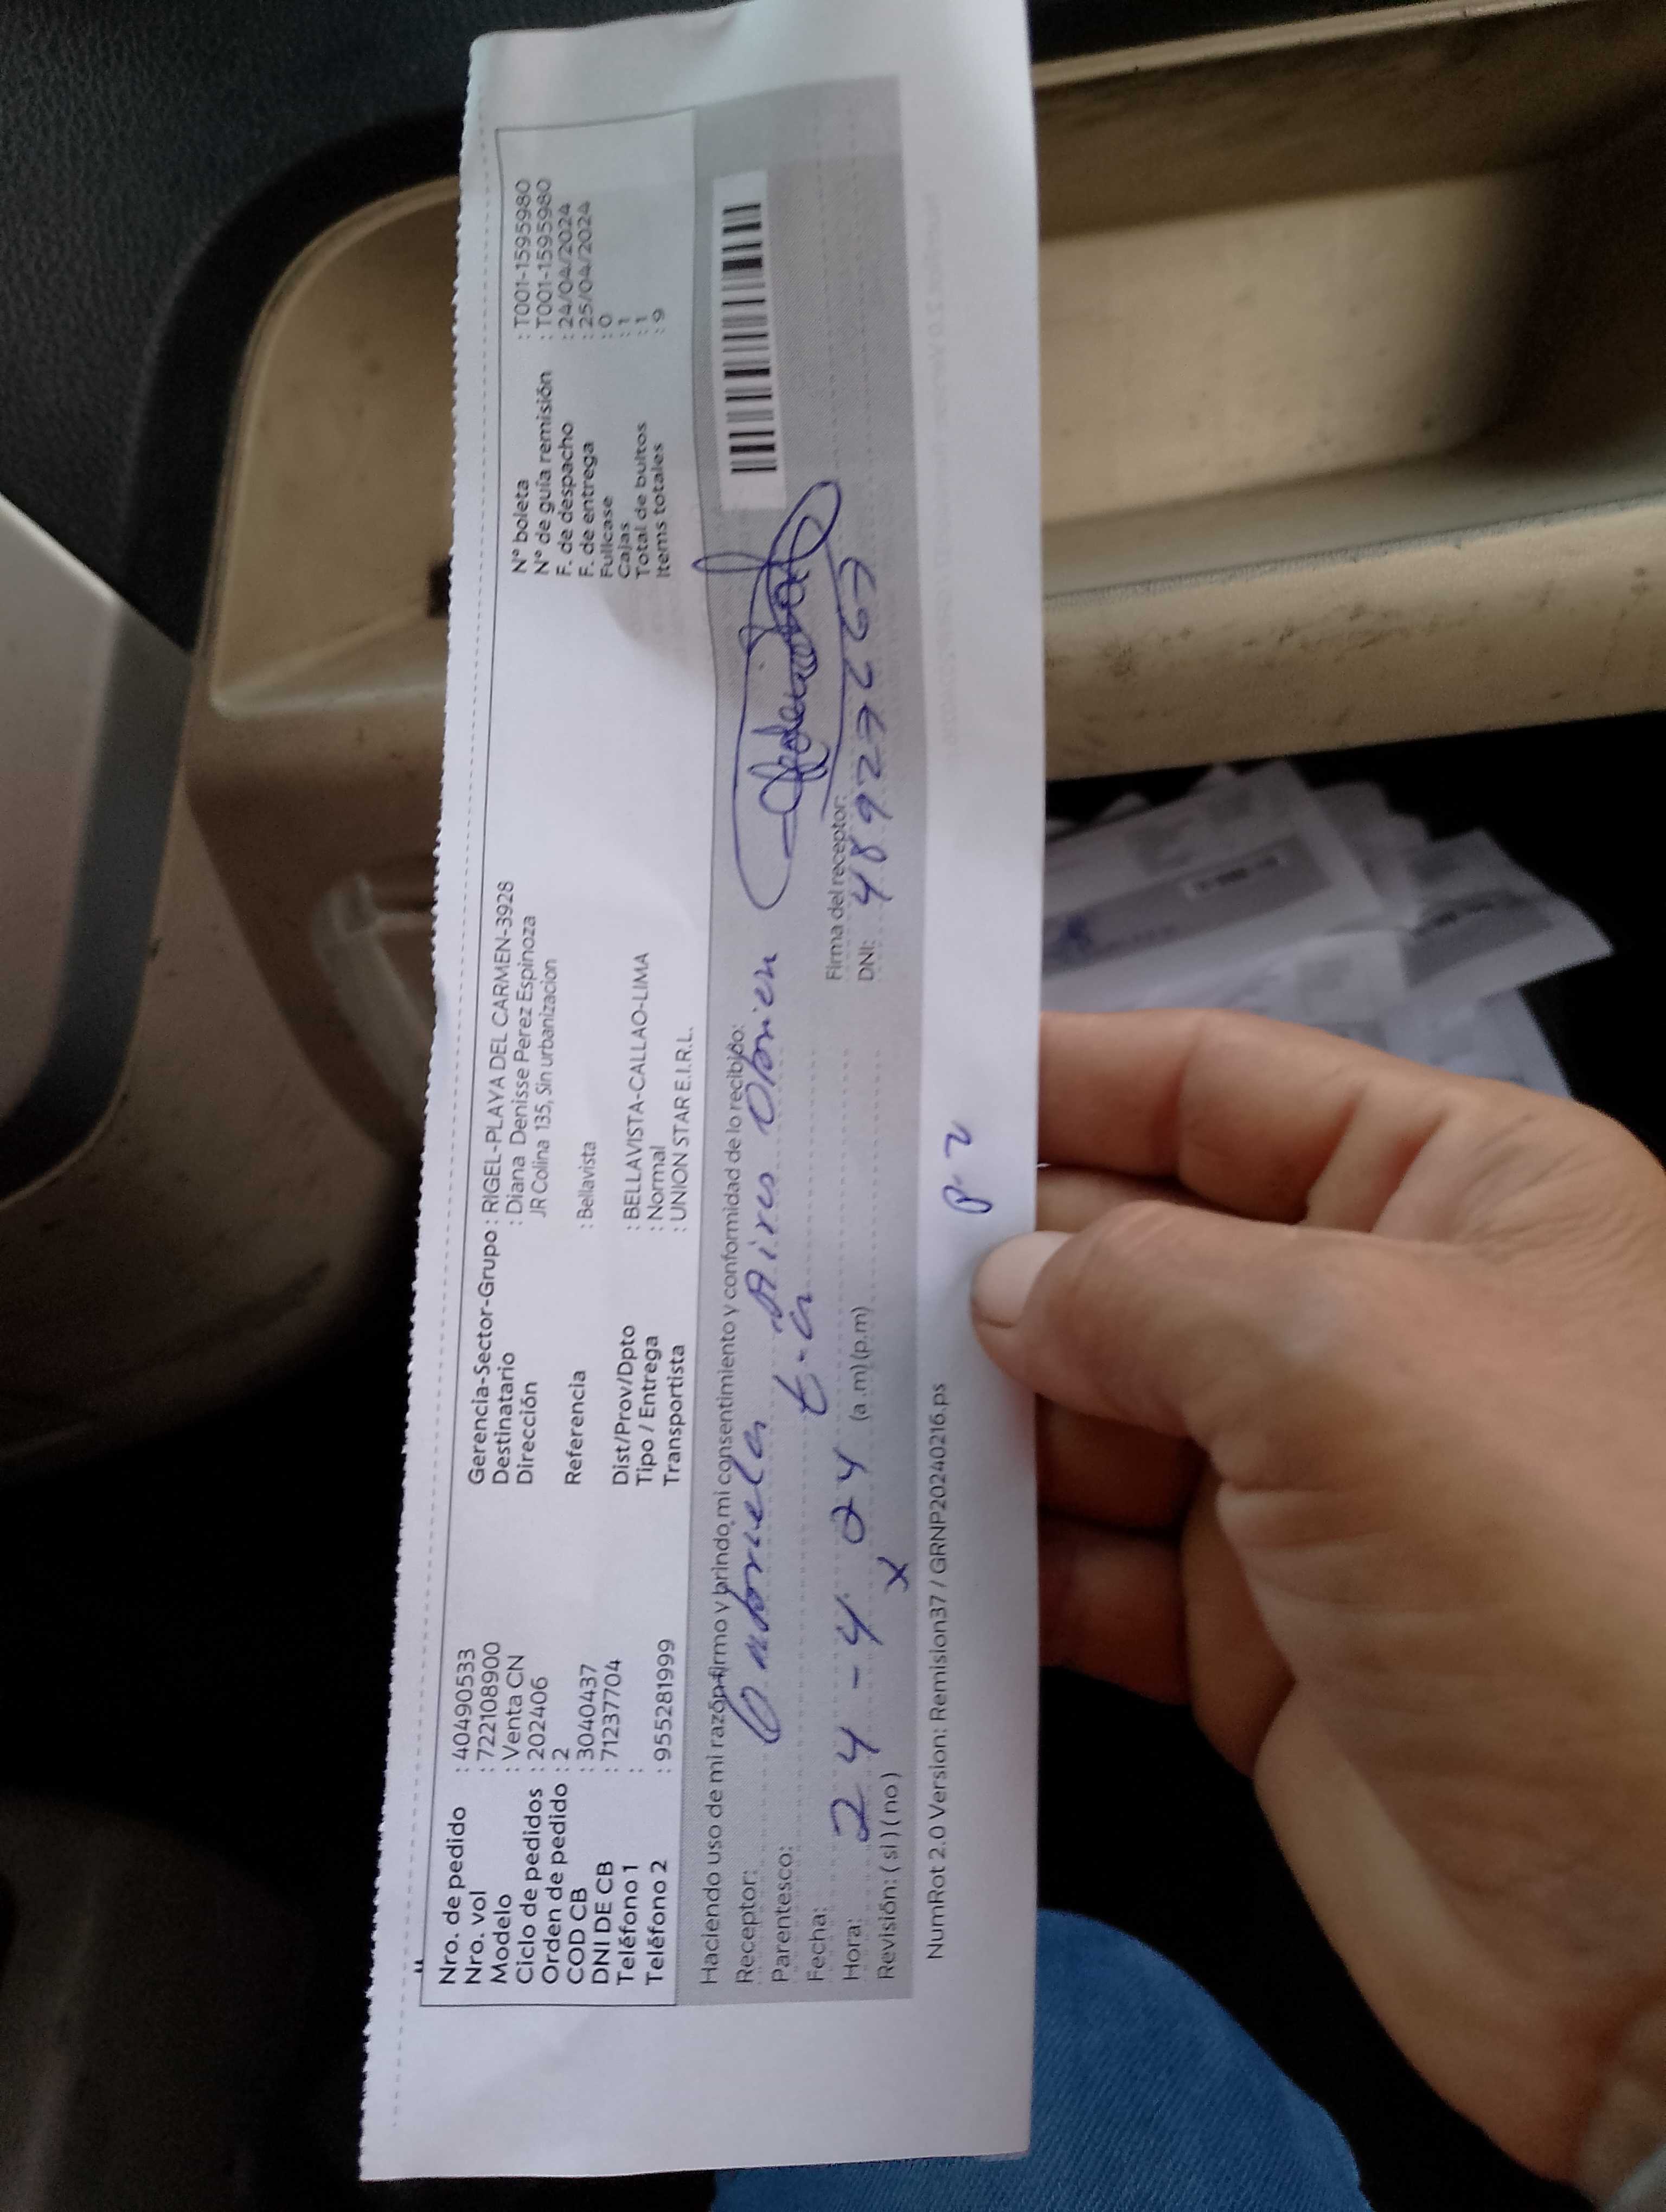 Nro. de pedido : 40490533
Nro. vol : 722108900
Modelo : Venta CN
Ciclo de pedidos : 202406
Orden de pedido : 2
COD CB : 3040437
DNI DE CB : 71237704
Teléfono 1 :
Teléfono 2 : 955281999
Gerencia-Sector-Grupo : RIGEL-PLAYA DEL CARMEN-3928
Destinatario : Diana Denisse Perez Espinoza
Dirección JR Colina 135, Sin urbanizacion
Referencia : Bellavista
Dist/Prov/Dpto : BELLAVISTA-CALLAO-LIMA
Tipo / Entrega : Normal
Transportista : UNION STAR E.I.R.L.
N° boleta : T001-1595980
N° de guía remisión : T001-1595980
F. de despacho : 24/04/2024
F. de entrega : 25/04/2024
Fullcase : 0
Cajas : 1
Total de bultos : 1
Items totales : 9
Haciendo uso de mi razón firmo y brindo mi consentimiento y conformidad de lo recibido:
Receptor:
Parentesco:
Fecha: 24-4
Hora: (a.m)(p.m)
Revisión: (si) (no) x
Firma del receptor:
DNI: 48923267
NumRot 2.0 Version: Remision37 / GRNP20240216.ps
P-2